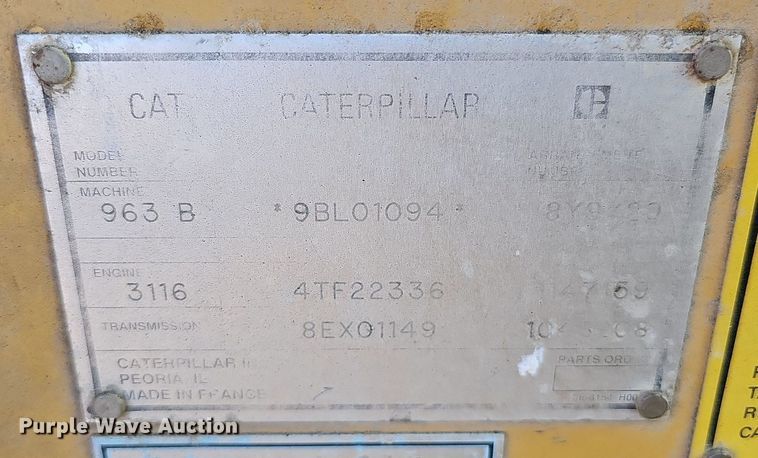 CAT CATERPILLAR
MODEL
NUMBER
MACHINE
963 B *9BL01094*
ENGINE
3116 4TF22336
TRANSMISSION 8EX01149
CATERPILLAR
PEORIA, IL
MADE IN FRANCE
PARTS
Purple Wave Auction